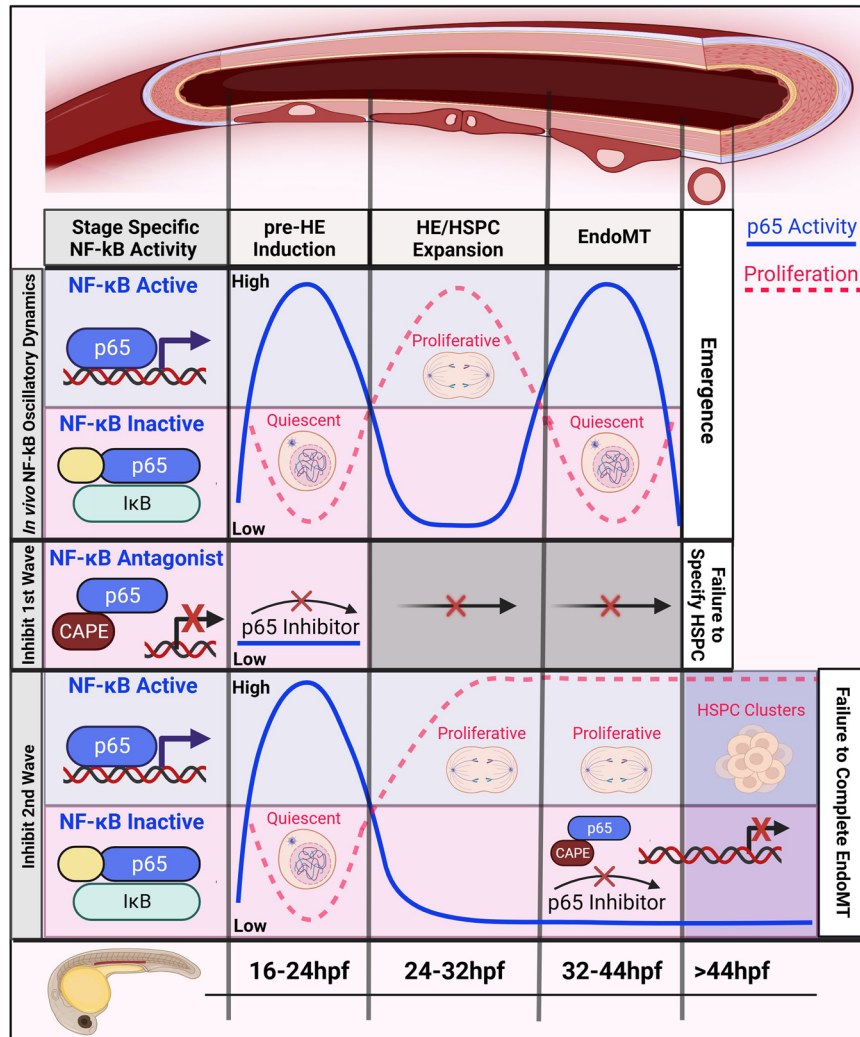 Stage Specific
NF-kB Activity
pre-HE
Induction
HE/HSPC
Expansion
EndoMT
p65 Activity
Proliferation
In vivo NF-kB Oscillatory Dynamics
NF-κB Active
p65
High
Proliferative
Emergence
NF-κB Inactive
p65
IκB
Quiescent
Quiescent
Low
Inhibit 1st Wave
NF-κB Antagonist
p65
CAPE
p65 Inhibitor
Low
Failure to
Specify HSPC
Inhibit 2nd Wave
NF-κB Active
p65
High
Proliferative
Proliferative
HSPC Clusters
Failure to Complete EndoMT
NF-κB Inactive
p65
IκB
Quiescent
Low
p65
CAPE
p65 Inhibitor
16-24hpf
24-32hpf
32-44hpf
>44hpf